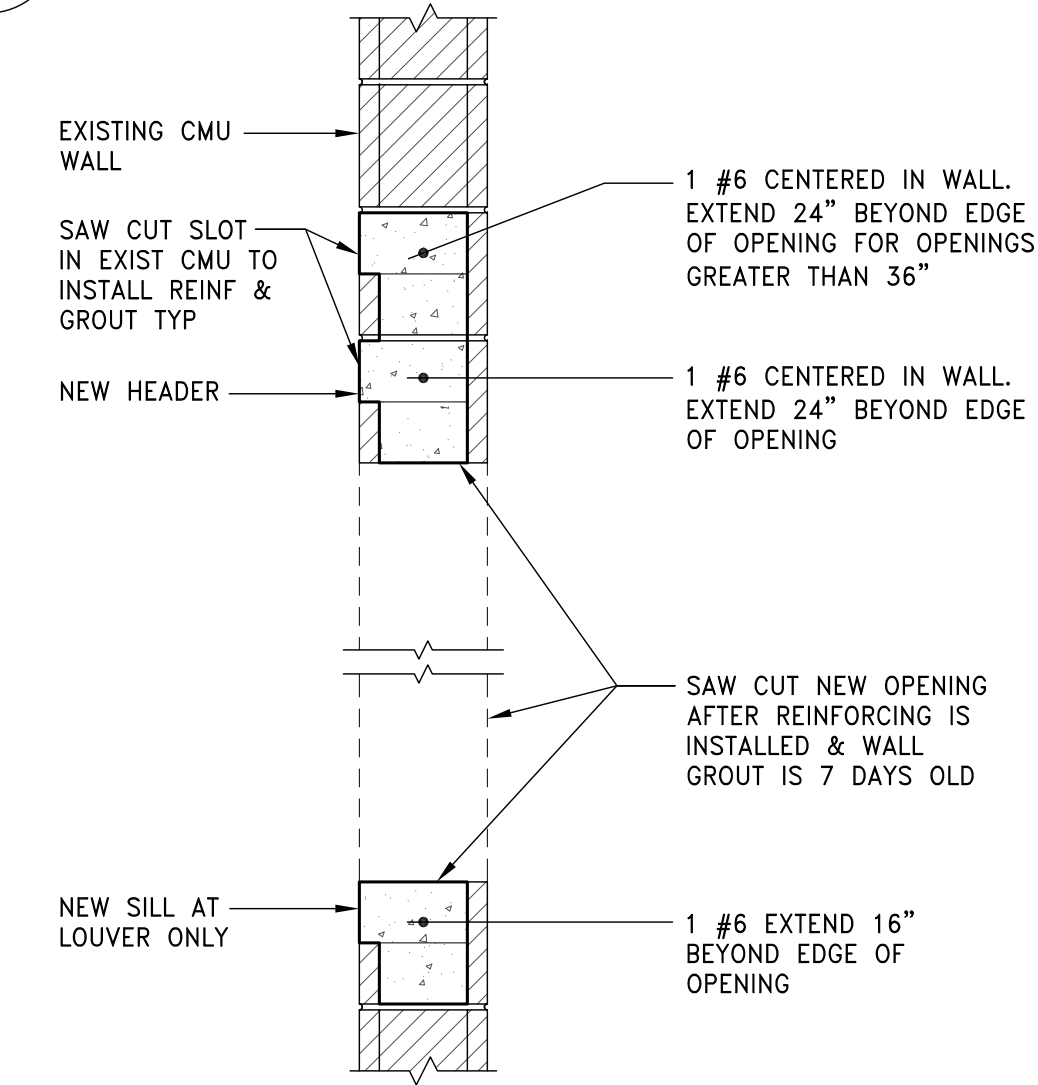 EXISTING CMU
WALL
SAW CUT SLOT
IN EXIST CMU TO
INSTALL REINF &
GROUT TYP
NEW HEADER
1 #6 CENTERED IN WALL.
EXTEND 24” BEYOND EDGE
OF OPENING FOR OPENINGS
GREATER THAN 36”
1 #6 CENTERED IN WALL.
EXTEND 24” BEYOND EDGE
OF OPENING
SAW CUT NEW OPENING
AFTER REINFORCING IS
INSTALLED & WALL
GROUT IS 7 DAYS OLD
NEW SILL AT
LOUVER ONLY
1 #6 EXTEND 16”
BEYOND EDGE OF
OPENING